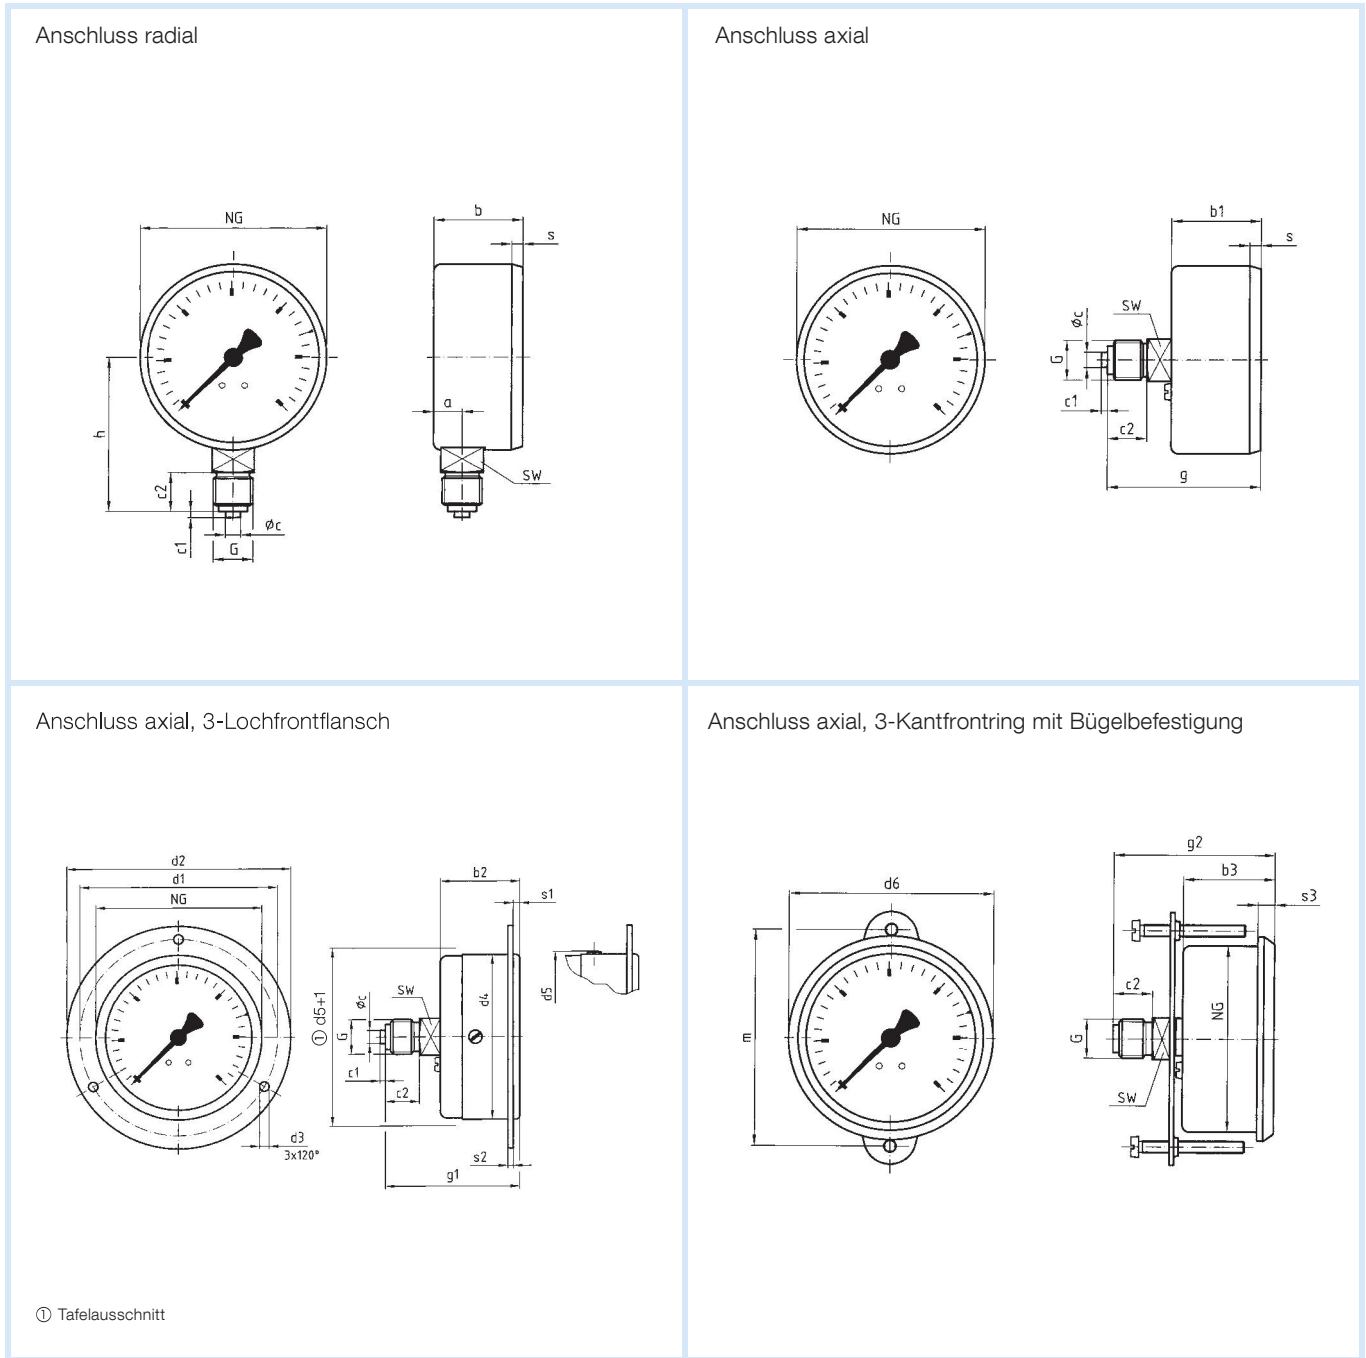 Anschluss radial
NG
h
c2
c1
Øc
G
b
s
a
SW
Anschluss axial
NG
b1
s
SW
Øc
G
c1
c2
g
Anschluss axial, 3-Lochfrontflansch
d2
d1
NG
d3
3x120°
b2
s1
① d5+1
SW
Øc
G
d4
d5
c1
c2
s2
g1
① Tafelausschnitt
Anschluss axial, 3-Kantfrontring mit Bügelbefestigung
d6
m
g2
b3
s3
c2
NG
G
SW